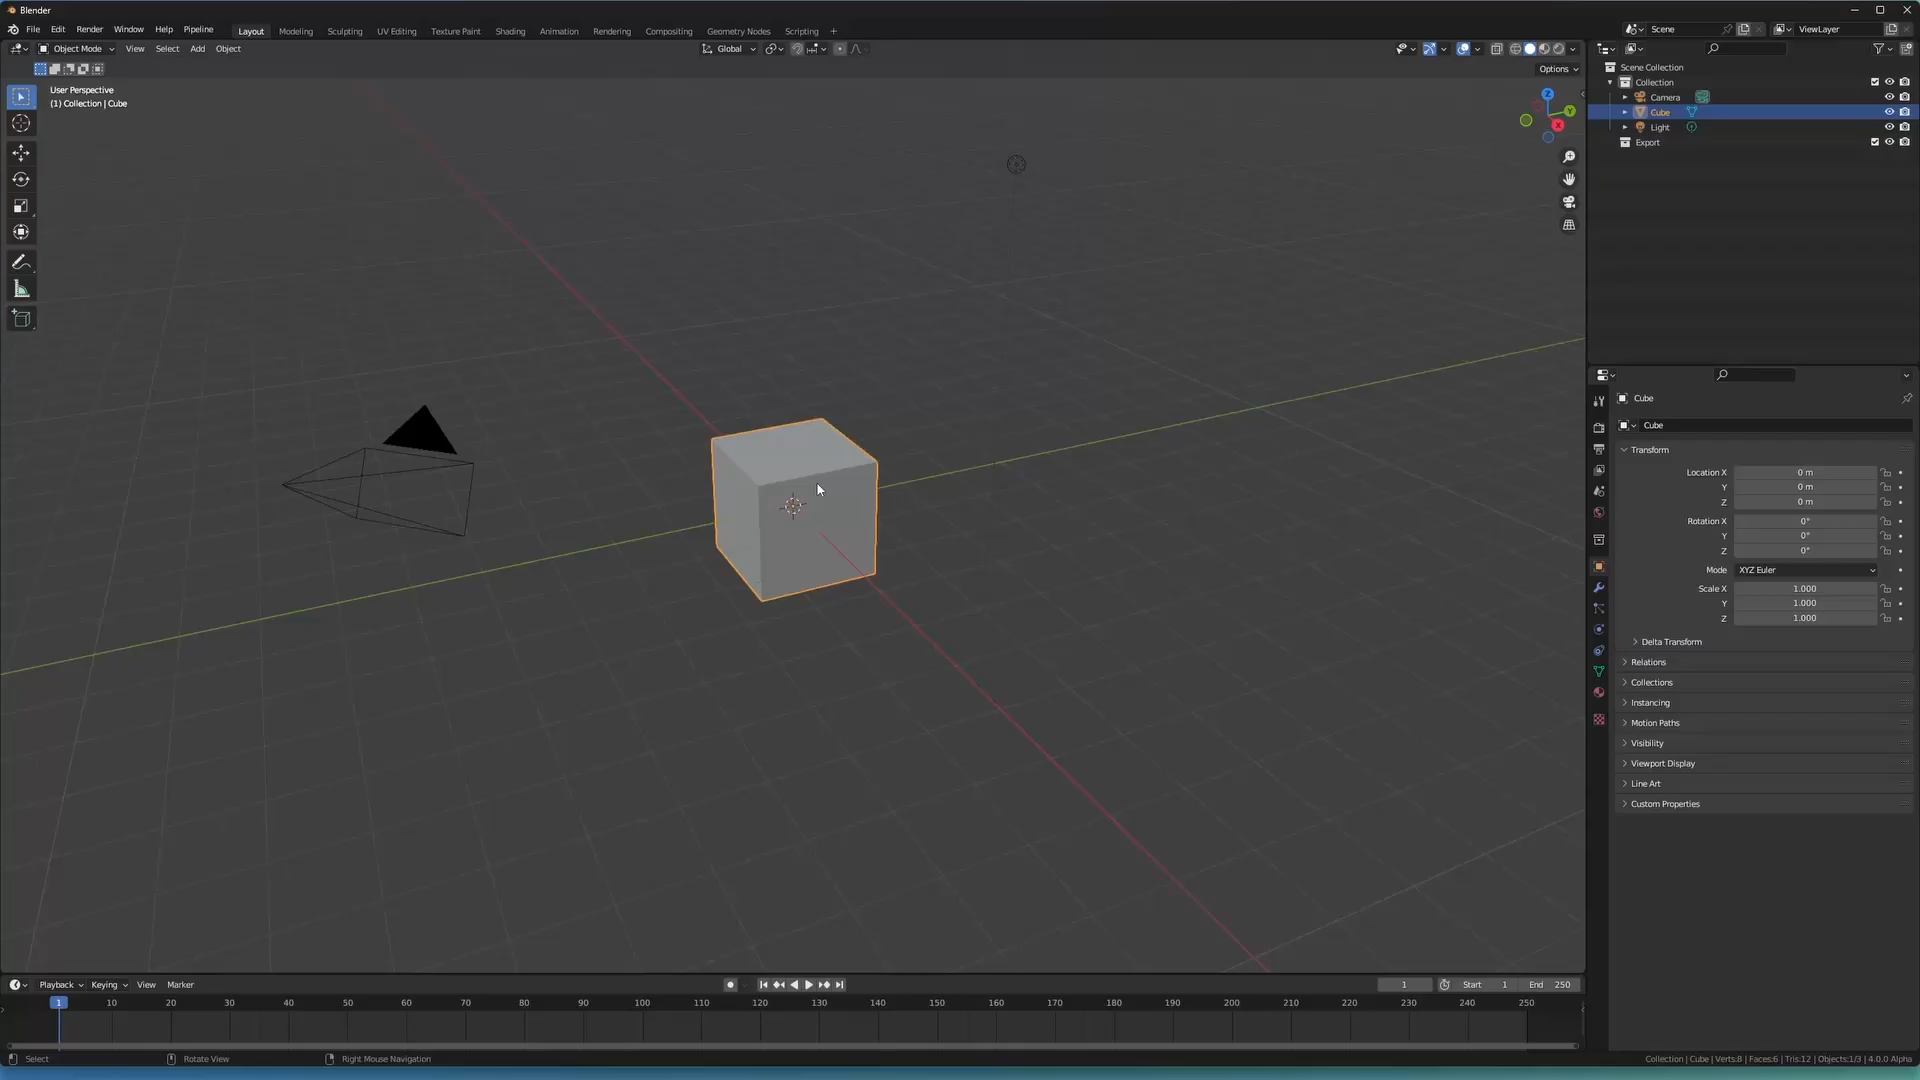 Blender
File Edit Render Window Help Pipeline Layout Modeling Sculpting UV Editing Texture Paint Shading Animation Rendering Compositing Geometry Nodes Scripting + Scene ViewLayer
Object Mode View Select Add Object Global
Options
User Perspective
(1) Collection | Cube
Z
Y
X
Scene Collection
Collection
Camera
Cube
Light
Export
Cube
Cube
Transform
Location X 0 m
Y 0 m
Z 0 m
Rotation X 0°
Y 0°
Z 0°
Mode XYZ Euler
Scale X 1.000
Y 1.000
Z 1.000
Delta Transform
Relations
Collections
Instancing
Motion Paths
Visibility
Viewport Display
Line Art
Custom Properties
Playback Keying View Marker 1 Start 1 End 250
1 10 20 30 40 50 60 70 80 90 100 110 120 130 140 150 160 170 180 190 200 210 220 230 240 250
Select Rotate View Right Mouse Navigation Collection | Cube | Verts:8 | Faces:6 | Tris:12 | Objects:1/3 | 4.0.0 Alpha